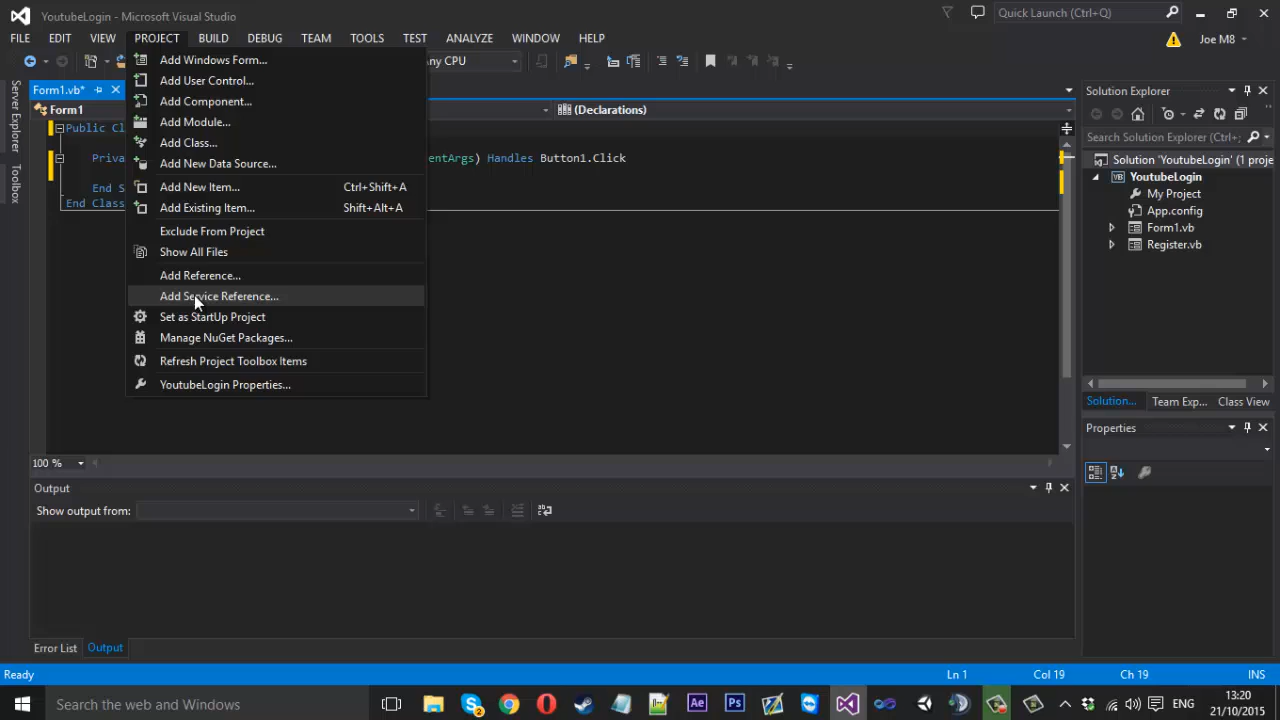 YoutubeLogin - Microsoft Visual Studio
Quick Launch (Ctrl+Q)
FILE EDIT VIEW PROJECT BUILD DEBUG TEAM TOOLS TEST ANALYZE WINDOW HELP
Joe M8
Add Windows Form...
ny CPU
Add User Control...
Add Component...
Add Module...
Add Class...
Add New Data Source...
Add New Item... Ctrl+Shift+A
Add Existing Item... Shift+Alt+A
Exclude From Project
Show All Files
Add Reference...
Add Service Reference...
Set as StartUp Project
Manage NuGet Packages...
Refresh Project Toolbox Items
YoutubeLogin Properties...
Server Explorer
Toolbox
Form1.vb*
Form1
(Declarations)
Public Cl
Private
entArgs) Handles Button1.Click
End S
End Class
100 %
Solution Explorer
Search Solution Explorer (Ctrl+;
Solution 'YoutubeLogin' (1 proje
YoutubeLogin
My Project
App.config
Form1.vb
Register.vb
Solution... Team Exp... Class View
Properties
Output
Show output from:
Error List Output
Ready
Ln 1 Col 19 Ch 19 INS
Search the web and Windows
2
Ae
Ps
ENG
13:20
21/10/2015